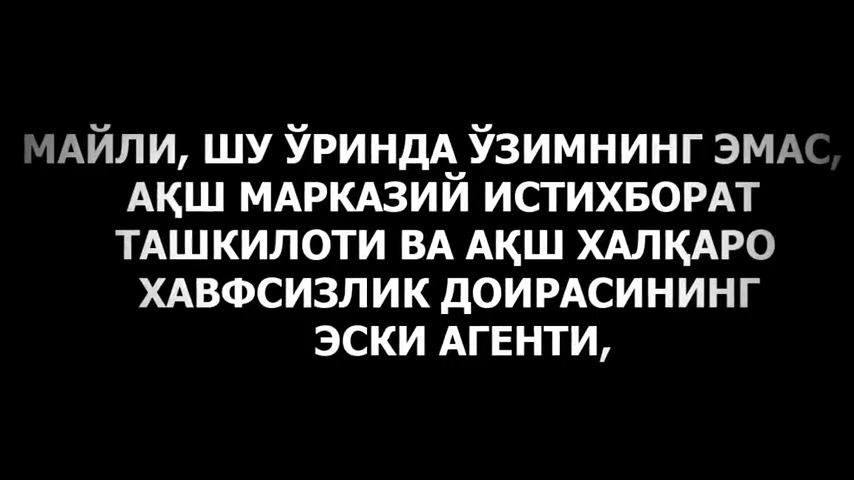 МАЙЛИ, ШУ ЎРИНДА ЎЗИМНИНГ ЭМАС,
АҚШ МАРКАЗИЙ ИСТИХБОРАТ
ТАШКИЛОТИ ВА АҚШ ХАЛҚАРО
ХАВФСИЗЛИК ДОИРАСИНИНГ
ЭСКИ АГЕНТИ,